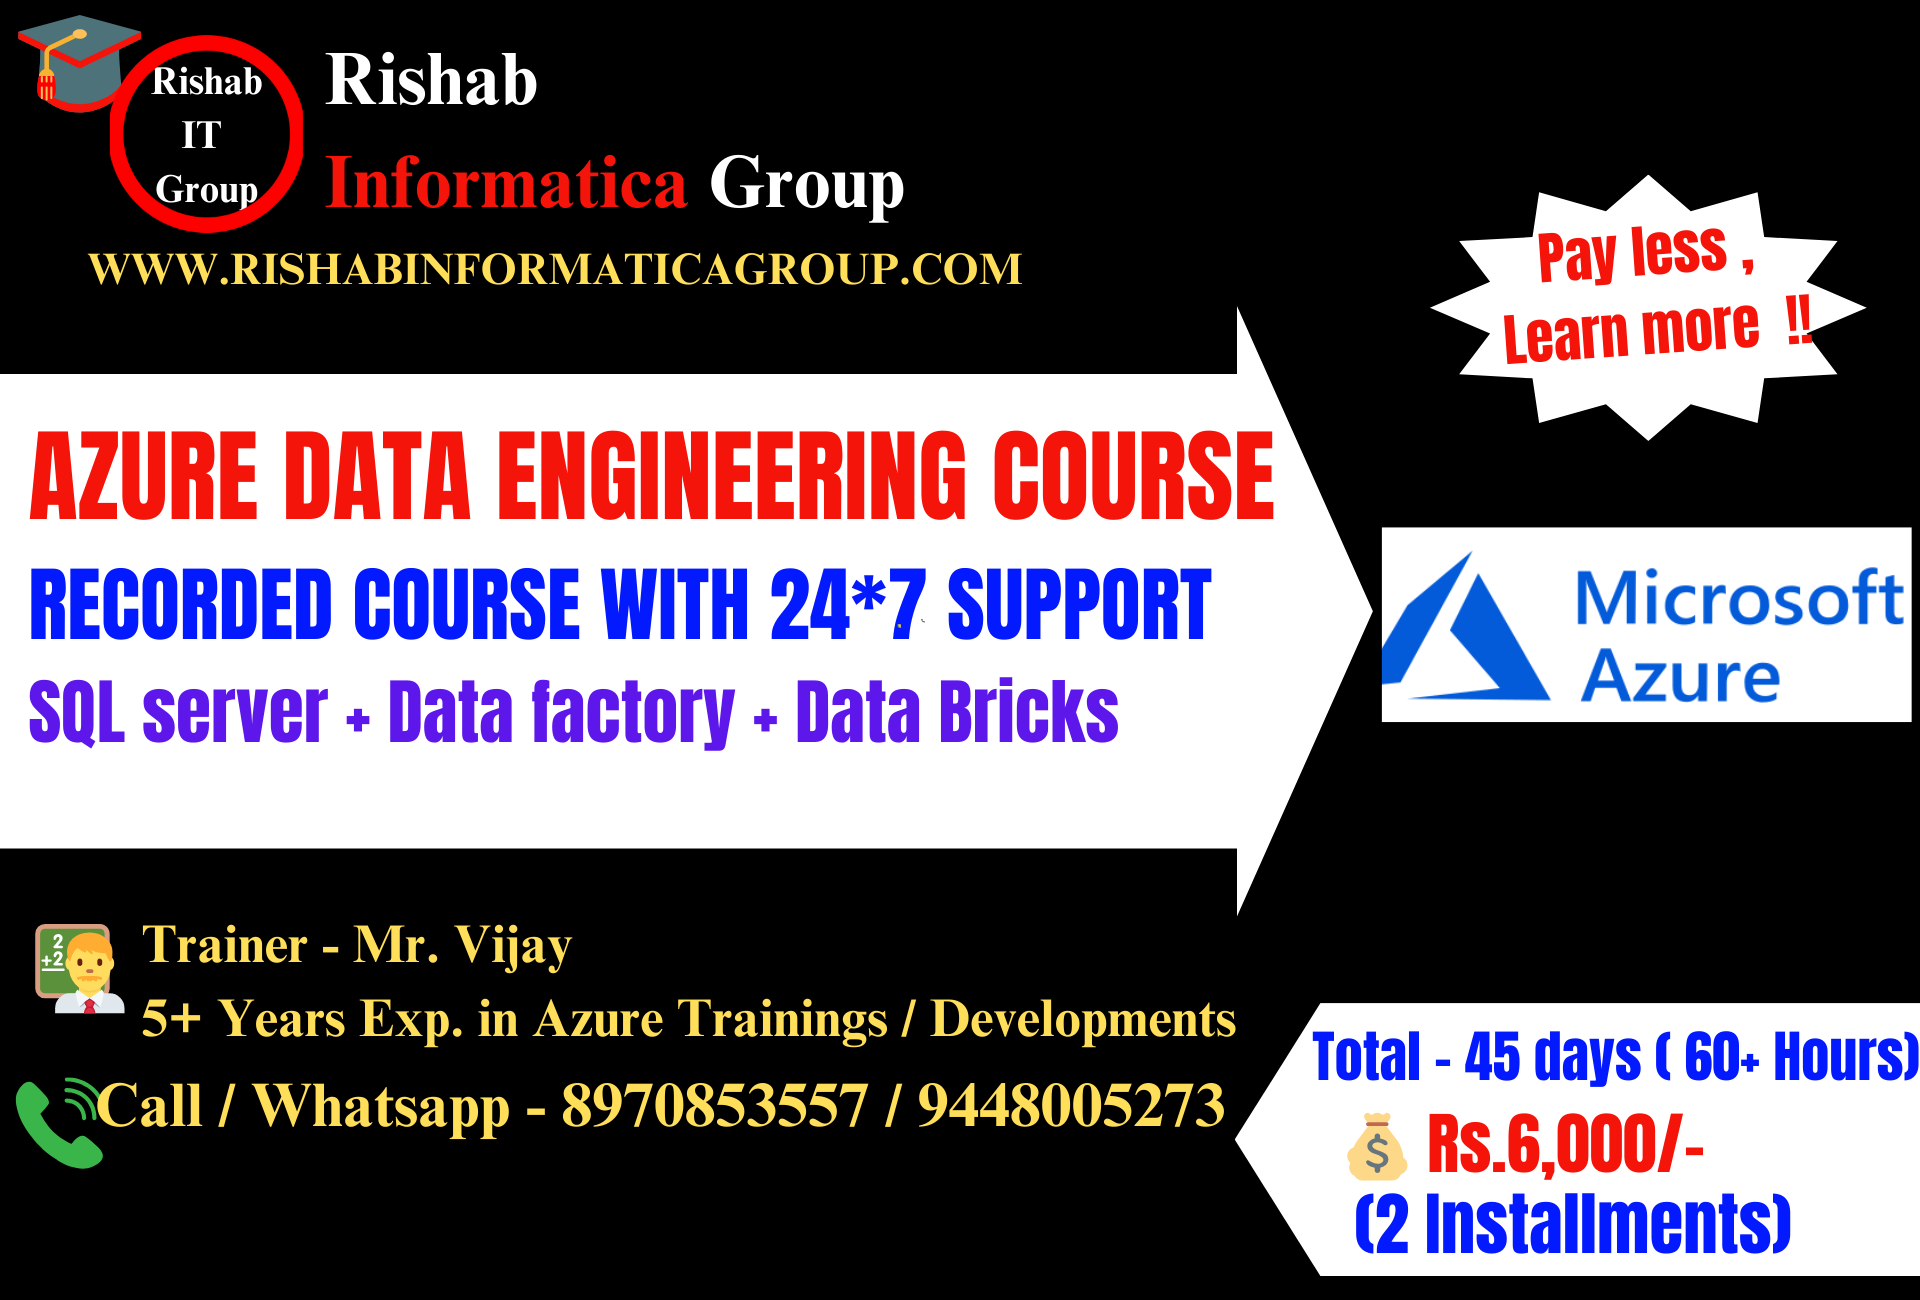 Rishab
IT
Group
Rishab
Informatica Group
WWW.RISHABINFORMATICAGROUP.COM
Pay less ,
Learn more !!
AZURE DATA ENGINEERING COURSE
RECORDED COURSE WITH 24*7 SUPPORT
SQL server + Data factory + Data Bricks
Microsoft
Azure
2
+2
Trainer - Mr. Vijay
5+ Years Exp. in Azure Trainings / Developments
Call / Whatsapp - 8970853557 / 9448005273
Total - 45 days ( 60+ Hours)
$ Rs.6,000/-
(2 Installments)